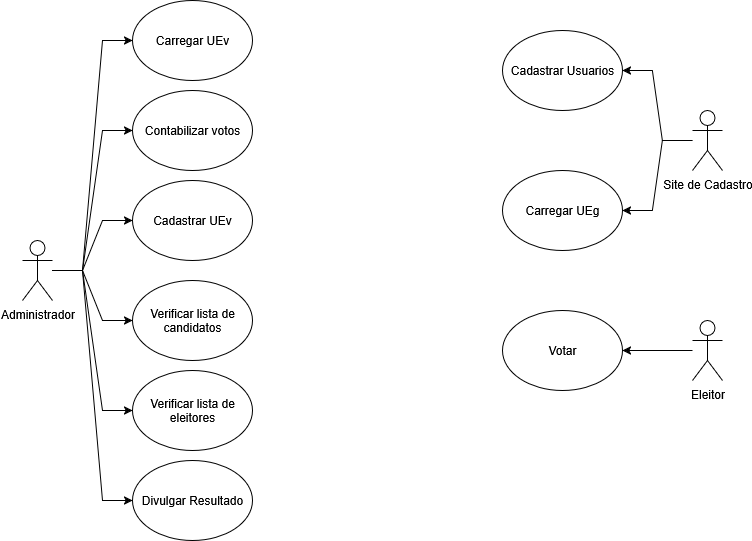 Carregar UEv
Contabilizar votos
Cadastrar UEv
Administrador
Verificar lista de
candidatos
Verificar lista de
eleitores
Divulgar Resultado
Cadastrar Usuarios
Site de Cadastro
Carregar UEg
Votar
Eleitor